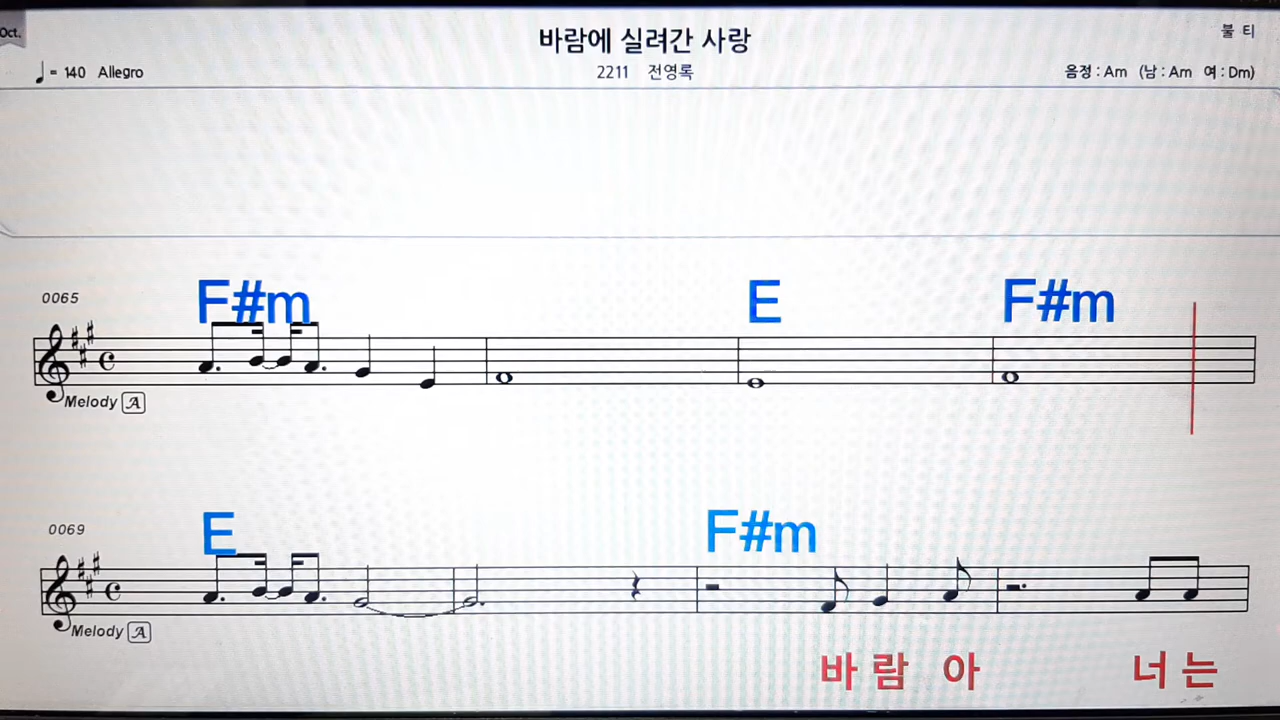 Oct.
바람에 실려간 사랑
불 티
= 140 Allegro
2211 전영록
음정 : Am (남 : Am 여 : Dm)
0065
F#m E F#m
Melody A
0069
E F#m
Melody A
바 람 아 너 는